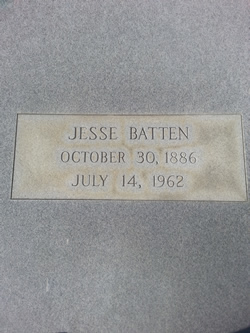 JESSE BATTEN
OCTOBER 30, 1886
JULY 14, 1962